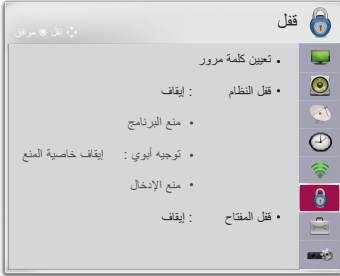 قفل
نقل موافق
• تعيين كلمة مرور
• قفل النظام : إيقاف
• منع البرنامج
• توجيه أبوي : إيقاف خاصية المنع
• منع الإدخال
• قفل المفتاح : إيقاف